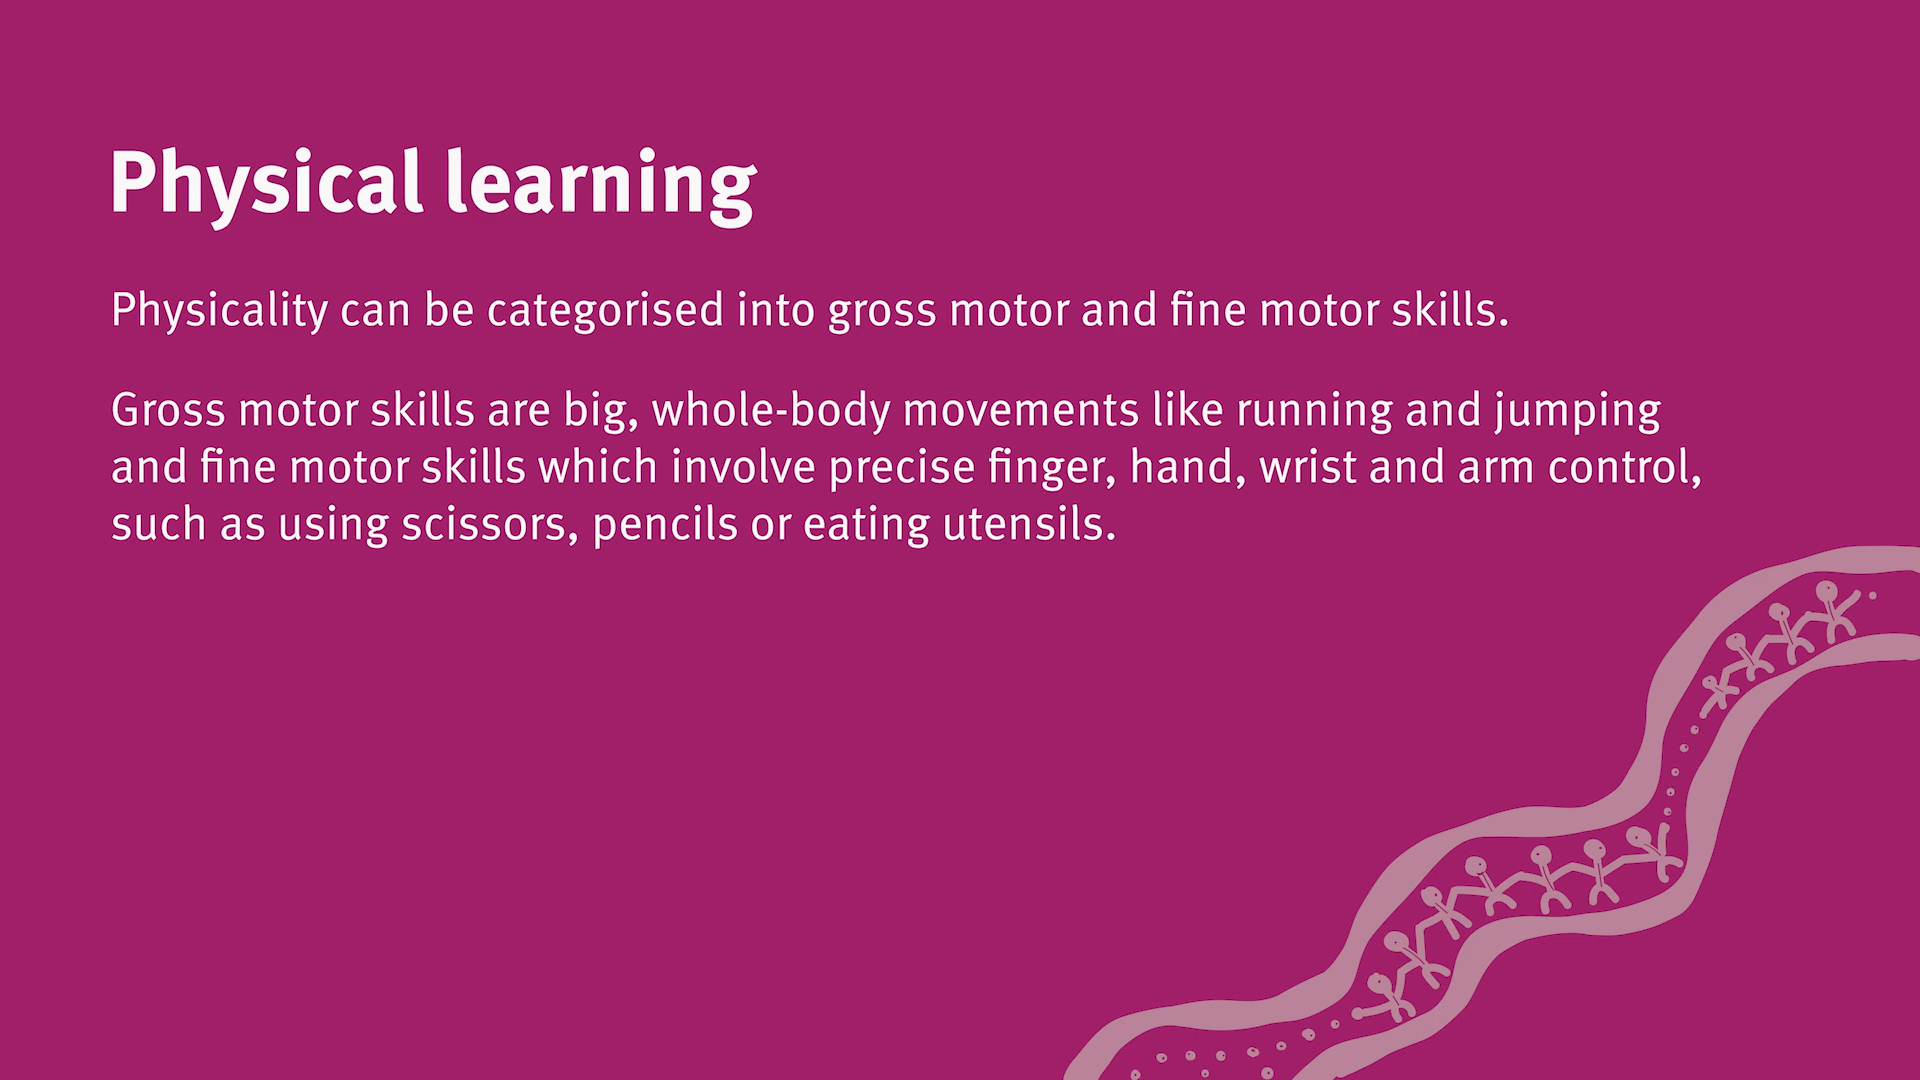 Physical learning
Physicality can be categorised into gross motor and fine motor skills.
Gross motor skills are big, whole-body movements like running and jumping
and fine motor skills which involve precise finger, hand, wrist and arm control,
such as using scissors, pencils or eating utensils.